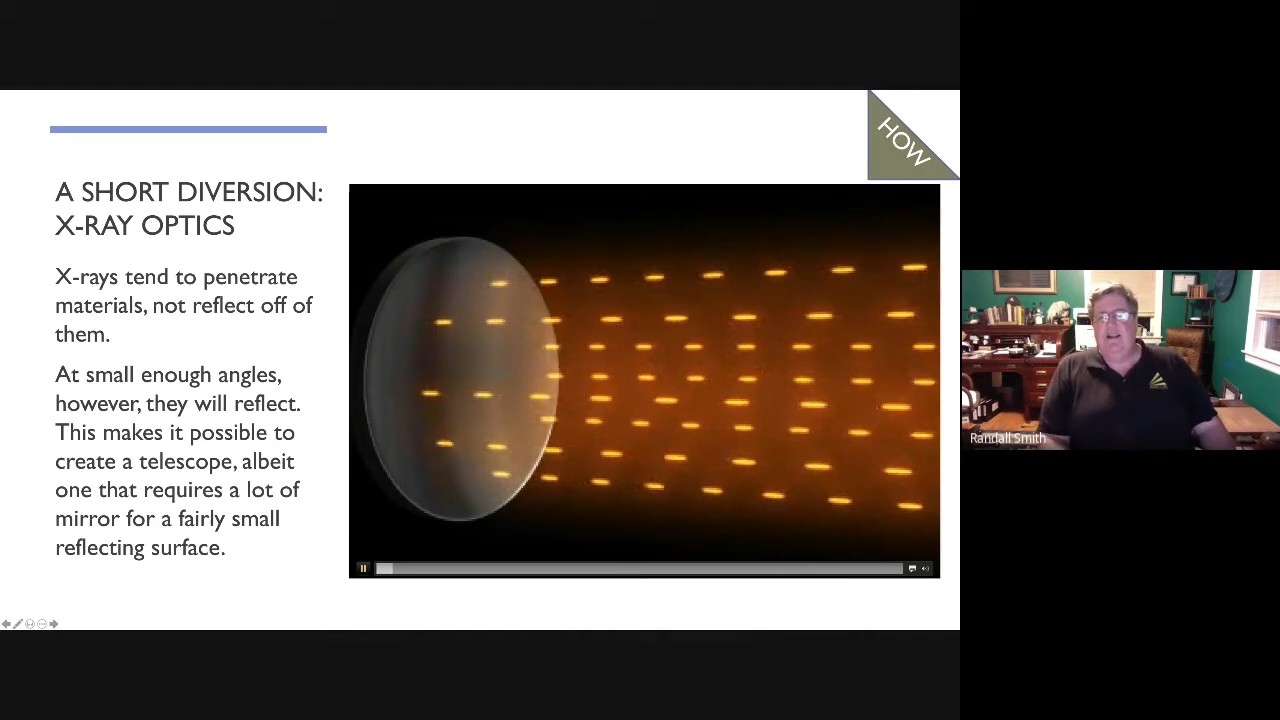 HOW
A SHORT DIVERSION:
X-RAY OPTICS
X-rays tend to penetrate
materials, not reflect off of
them.
At small enough angles,
however, they will reflect.
This makes it possible to
create a telescope, albeit
one that requires a lot of
mirror for a fairly small
reflecting surface.
Randall Smith